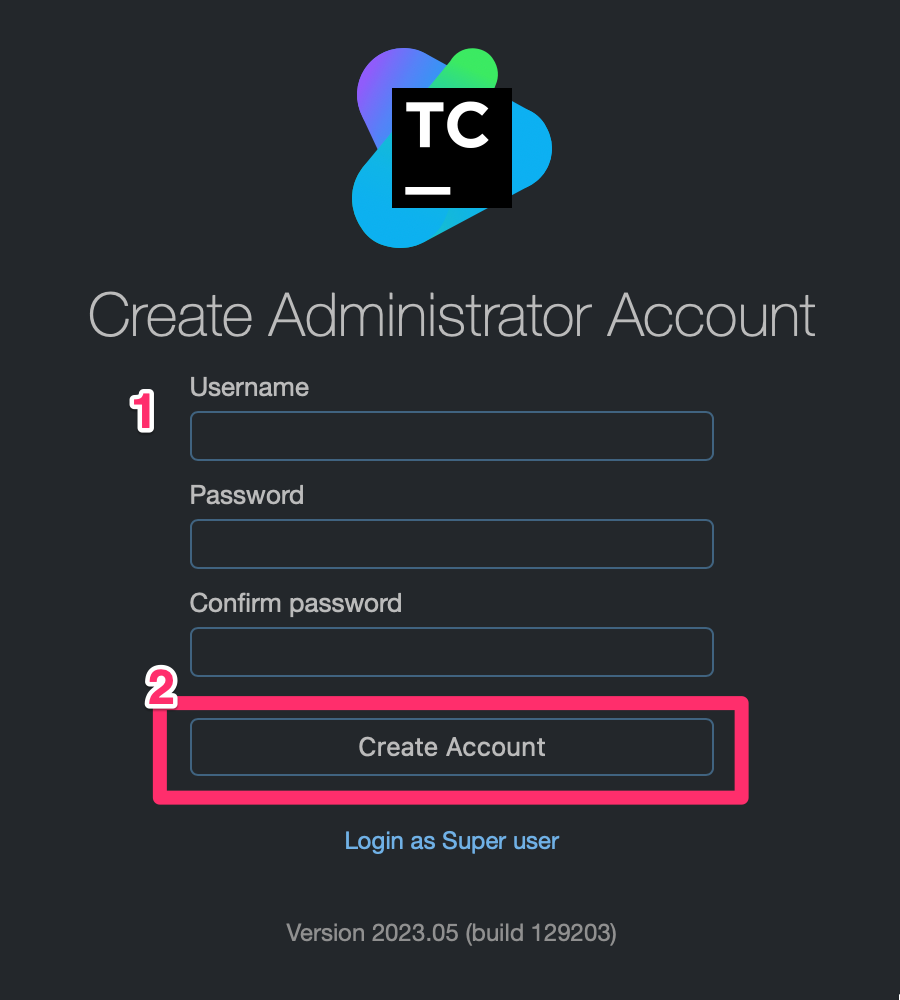 TC
Create Administrator Account
1
Username
Password
Confirm password
2
Create Account
Login as Super user
Version 2023.05 (build 129203)